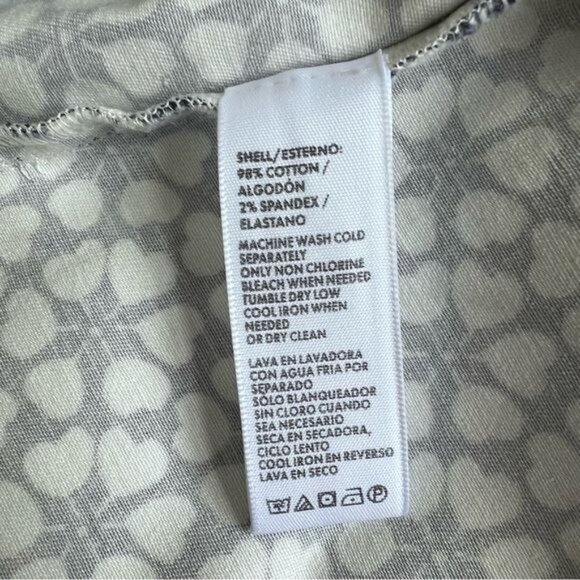 SHELL/ESTERNO:
98% COTTON /
ALGODÓN
2% SPANDEX /
ELASTANO
MACHINE WASH COLD
SEPARATELY
ONLY NON CHLORINE
BLEACH WHEN NEEDED
TUMBLE DRY LOW
COOL IRON WHEN
NEEDED
OR DRY CLEAN
LAVA EN LAVADORA
CON AGUA FRIA POR
SEPARADO
SÓLO BLANQUEADOR
SIN CLORO CUANDO
SEA NECESARIO
SECA EN SECADORA,
CICLO LENTO
COOL IRON EN REVERSO
LAVA EN SECO
P